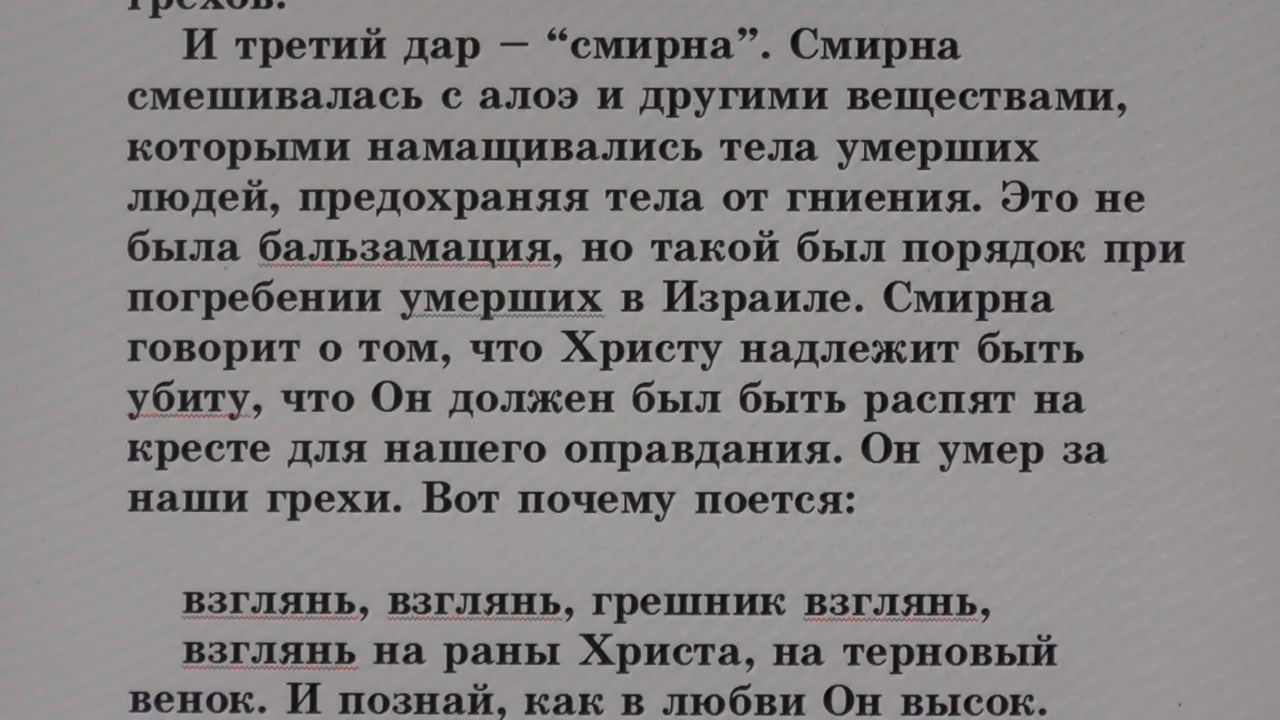 грехов.
И третий дар – “смирна”. Смирна
смешивалась с алоэ и другими веществами,
которыми намащивались тела умерших
людей, предохраняя тела от гниения. Это не
была бальзамация, но такой был порядок при
погребении умерших в Израиле. Смирна
говорит о том, что Христу надлежит быть
убиту, что Он должен был быть распят на
кресте для нашего оправдания. Он умер за
наши грехи. Вот почему поется:
взглянь, взглянь, грешник взглянь,
взглянь на раны Христа, на терновый
венок. И познай, как в любви Он высок.